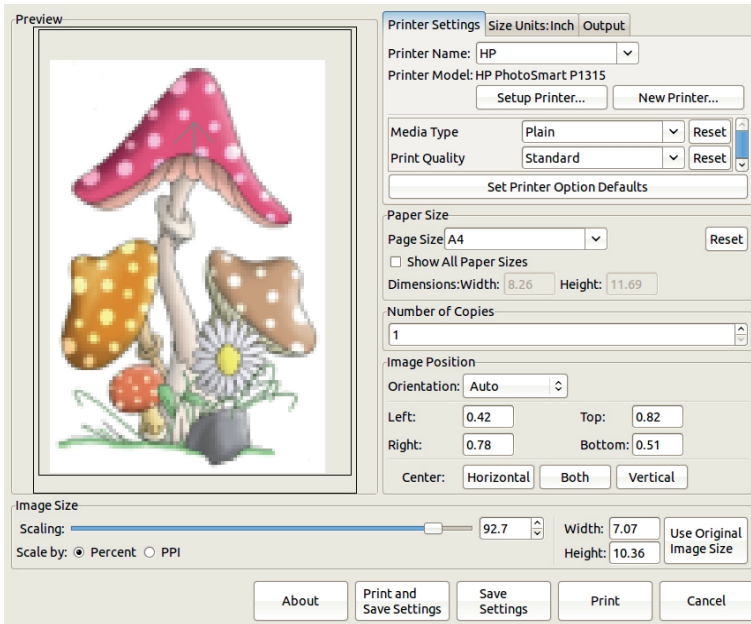 Preview
Printer Settings Size Units:Inch Output
Printer Name: HP
Printer Model: HP PhotoSmart P1315
Setup Printer... New Printer...
Media Type Plain Reset
Print Quality Standard Reset
Set Printer Option Defaults
Paper Size
Page Size A4 Reset
Show All Paper Sizes
Dimensions:Width: 8.26 Height: 11.69
Number of Copies
1
Image Position
Orientation: Auto
Left: 0.42 Top: 0.82
Right: 0.78 Bottom: 0.51
Center: Horizontal Both Vertical
Image Size
Scaling: 92.7 Width: 7.07 Use Original
Scale by: Percent PPI Height: 10.36 Image Size
About Print and Save Print Cancel
Save Settings Settings